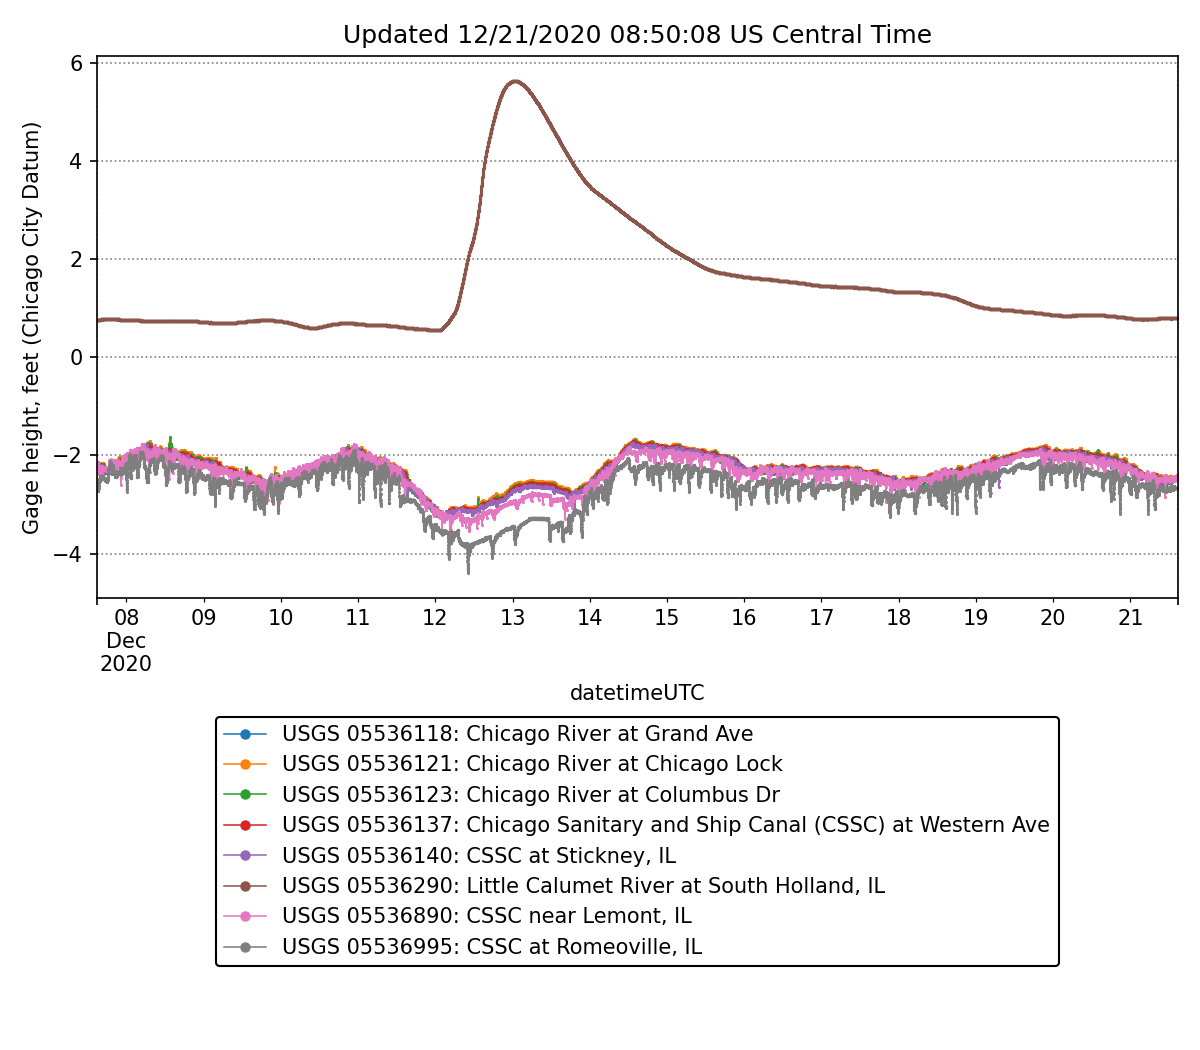 Updated 12/21/2020 08:50:08 US Central Time
Gage height, feet (Chicago City Datum)
6
4
2
0
−2
−4
08 09 10 11 12 13 14 15 16 17 18 19 20 21
Dec
2020
datetimeUTC
USGS 05536118: Chicago River at Grand Ave
USGS 05536121: Chicago River at Chicago Lock
USGS 05536123: Chicago River at Columbus Dr
USGS 05536137: Chicago Sanitary and Ship Canal (CSSC) at Western Ave
USGS 05536140: CSSC at Stickney, IL
USGS 05536290: Little Calumet River at South Holland, IL
USGS 05536890: CSSC near Lemont, IL
USGS 05536995: CSSC at Romeoville, IL